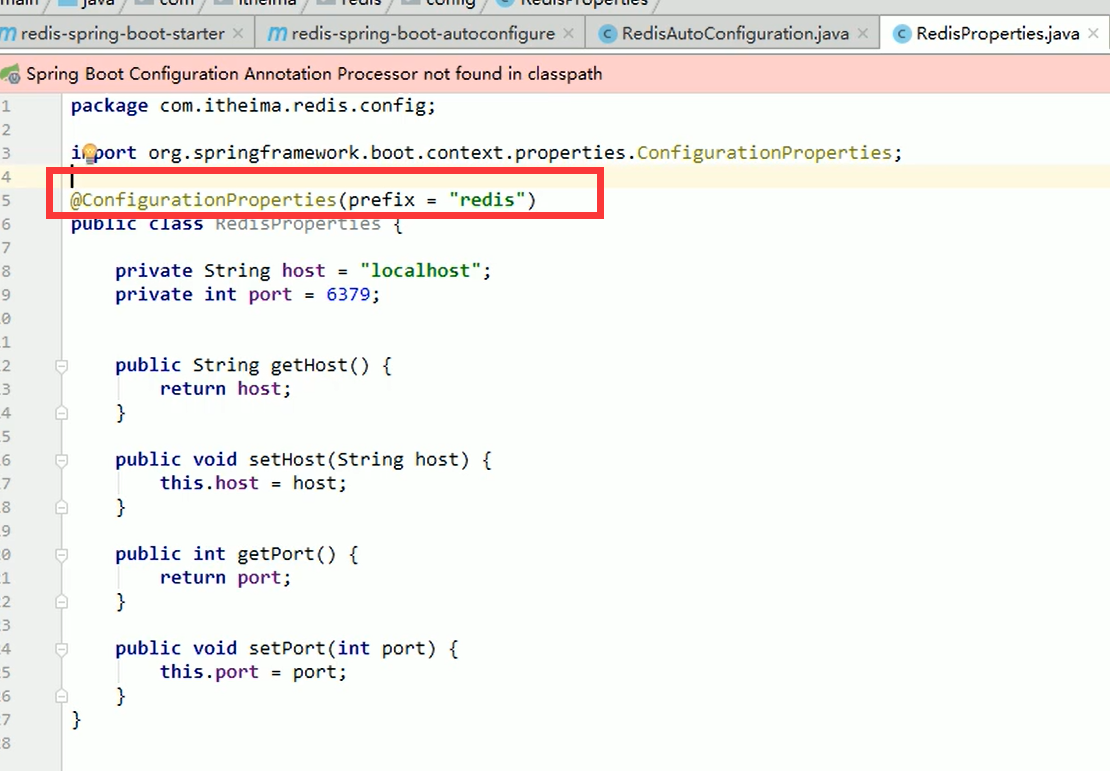 main java com itheima redis config RedisProperties
redis-spring-boot-starter × redis-spring-boot-autoconfigure × RedisAutoConfiguration.java × RedisProperties.java ×
Spring Boot Configuration Annotation Processor not found in classpath
1 package com.itheima.redis.config;
2
3 import org.springframework.boot.context.properties.ConfigurationProperties;
4
5 @ConfigurationProperties(prefix = "redis")
6 public class RedisProperties {
7
8 private String host = "localhost";
9 private int port = 6379;
0
1
2 public String getHost() {
3 return host;
4 }
5
6 public void setHost(String host) {
7 this.host = host;
8 }
9
0 public int getPort() {
1 return port;
2 }
3
4 public void setPort(int port) {
5 this.port = port;
6 }
7 }
8